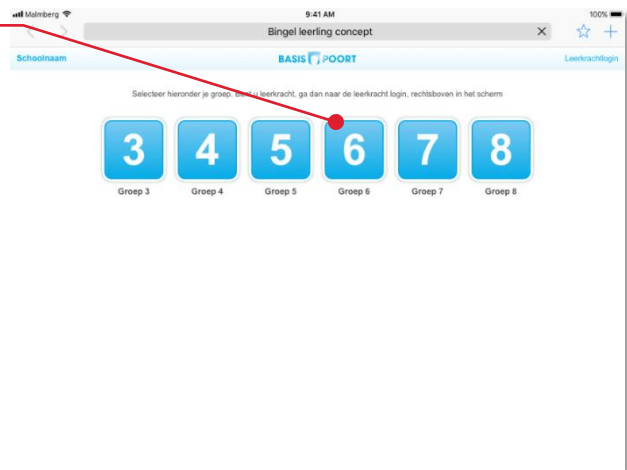 Malmberg 9:41 AM 100%
Bingel leerling concept
Schoolnaam BASIS POORT Leerkrachtlogin
Selecteer hieronder je groep. Bent u leerkracht, ga dan naar de leerkracht login, rechtsboven in het scherm
3 4 5 6 7 8
Groep 3 Groep 4 Groep 5 Groep 6 Groep 7 Groep 8